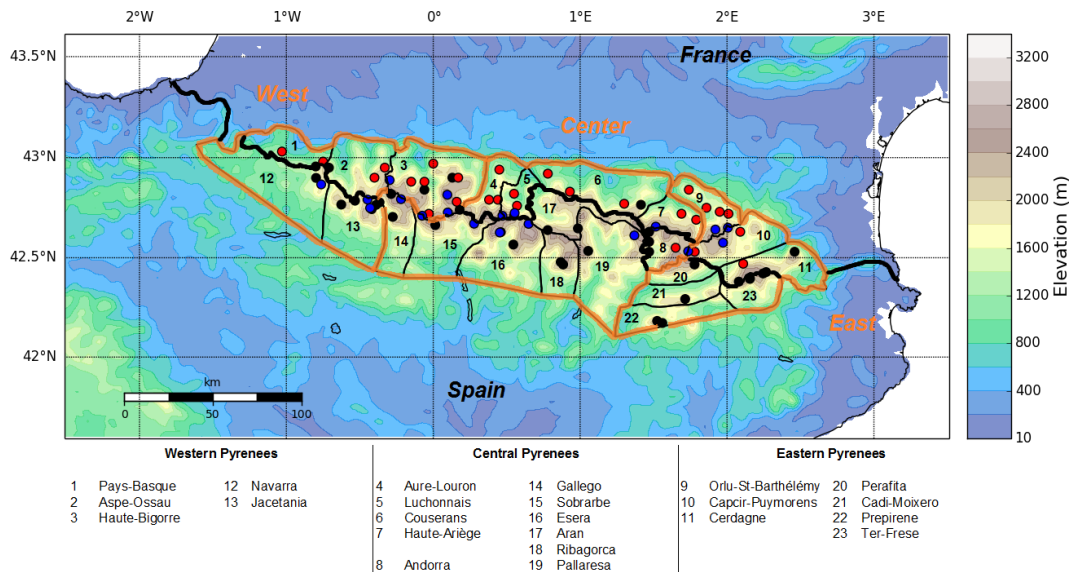 2°W 1°W 0° 1°E 2°E 3°E
43.5°N
43.0°N
42.5°N
42°N
France
West
Center
East
Spain
1
2
3
4
5
6
7
8
9
10
11
12
13
14
15
16
17
18
19
20
21
22
23
km
0 50 100
3200
2800
2400
2000
1600
1200
800
400
10
Elevation (m)
Western Pyrenees
1 Pays-Basque 12 Navarra
2 Aspe-Ossau 13 Jacetania
3 Haute-Bigorre
Central Pyrenees
4 Aure-Louron 14 Gallego
5 Luchonnais 15 Sobrarbe
6 Couserans 16 Esera
7 Haute-Ariège 17 Aran
18 Ribagorca
8 Andorra 19 Pallaresa
Eastern Pyrenees
9 Orlu-St-Barthélémy 20 Perafita
10 Capcir-Puymorens 21 Cadi-Moixero
11 Cerdagne 22 Prepirene
23 Ter-Frese